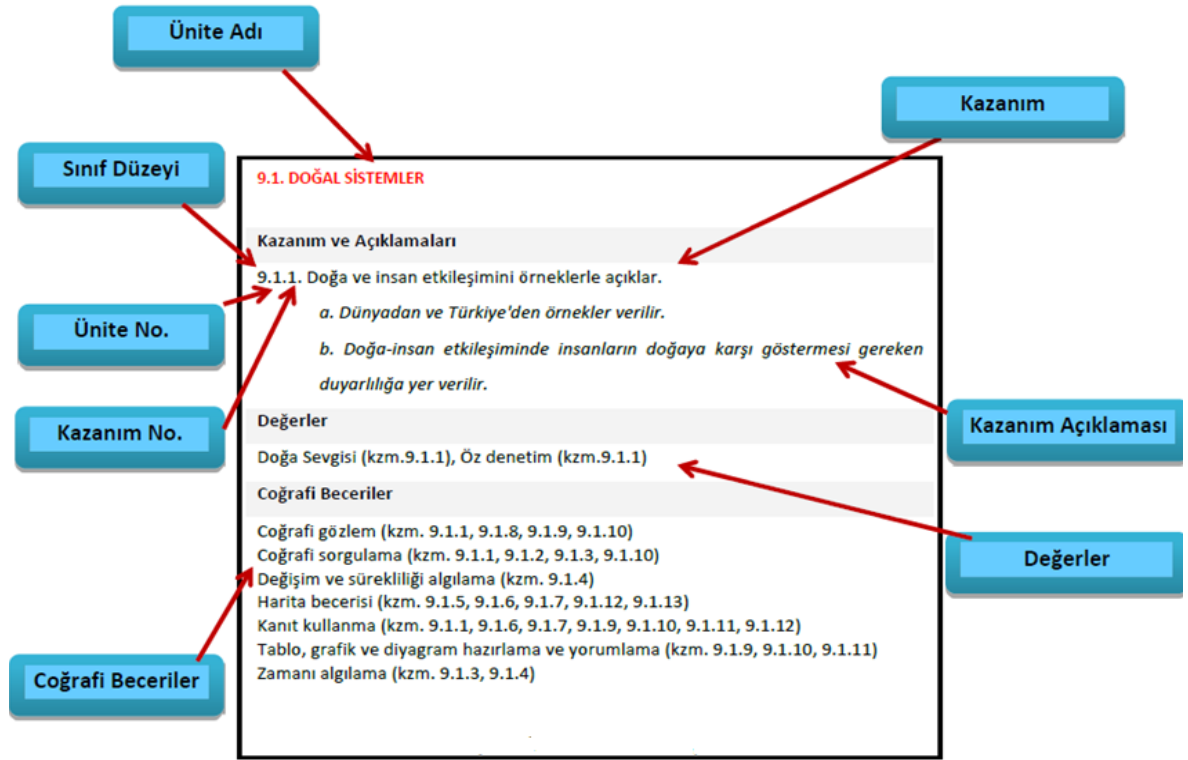 Ünite Adı
Kazanım
Sınıf Düzeyi
9.1. DOĞAL SİSTEMLER
Kazanım ve Açıklamaları
9.1.1. Doğa ve insan etkileşimini örneklerle açıklar.
a. Dünyadan ve Türkiye'den örnekler verilir.
Ünite No.
b. Doğa-insan etkileşiminde insanların doğaya karşı göstermesi gereken
duyarlılığa yer verilir.
Kazanım No.
Değerler
Kazanım Açıklaması
Doğa Sevgisi (kzm.9.1.1), Öz denetim (kzm.9.1.1)
Coğrafi Beceriler
Coğrafi gözlem (kzm. 9.1.1, 9.1.8, 9.1.9, 9.1.10)
Coğrafi sorgulama (kzm. 9.1.1, 9.1.2, 9.1.3, 9.1.10)
Değerler
Değişim ve sürekliliği algılama (kzm. 9.1.4)
Harita becerisi (kzm. 9.1.5, 9.1.6, 9.1.7, 9.1.12, 9.1.13)
Kanıt kullanma (kzm. 9.1.1, 9.1.6, 9.1.7, 9.1.9, 9.1.10, 9.1.11, 9.1.12)
Tablo, grafik ve diyagram hazırlama ve yorumlama (kzm. 9.1.9, 9.1.10, 9.1.11)
Zamanı algılama (kzm. 9.1.3, 9.1.4)
Coğrafi Beceriler